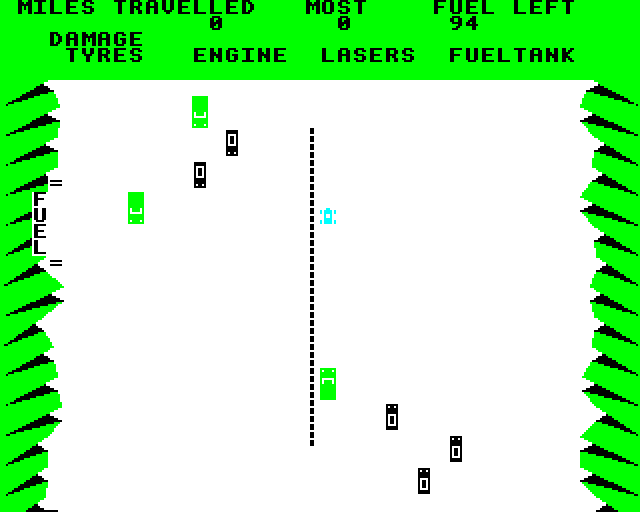 MILES TRAVELLED MOST FUEL LEFT
0 0 94
DAMAGE
TYRES ENGINE LASERS FUELTANK
=
F
U
E
L
=